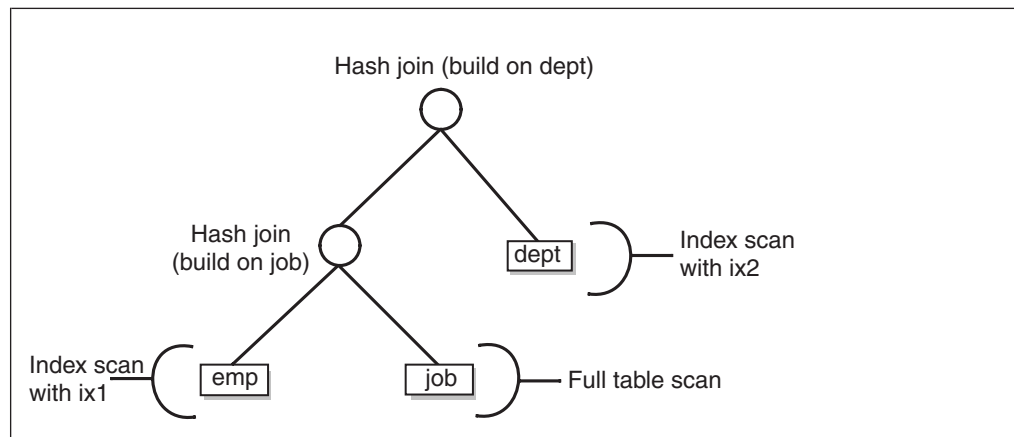 Hash join (build on dept)
Hash join
(build on job)
dept
Index scan
with ix2
Index scan
with ix1
emp
job
Full table scan